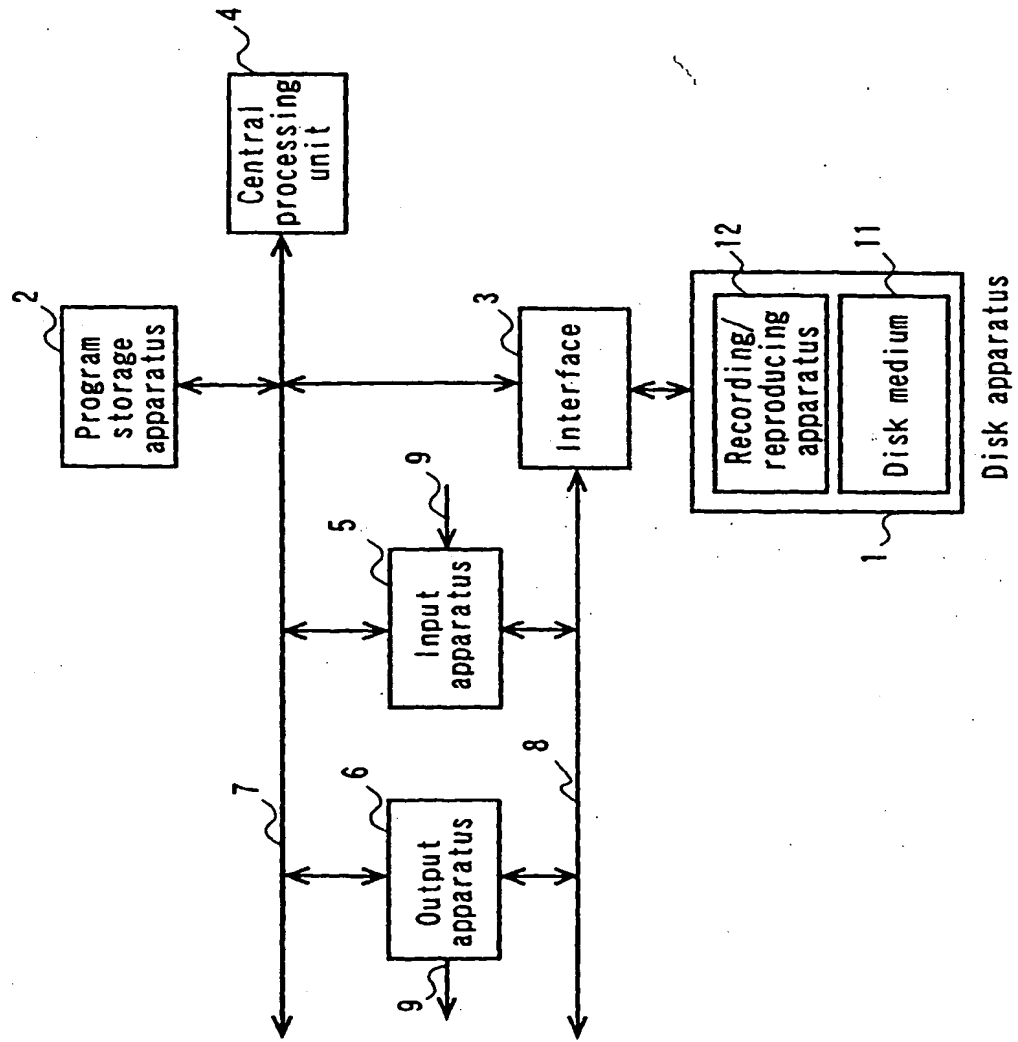 2
Program
storage
apparatus
4
Central
processing
unit
7
6
5
9
Output
apparatus
9
Input
apparatus
8
3
Interface
12
Recording/
reproducing
apparatus
1
11
Disk medium
Disk apparatus